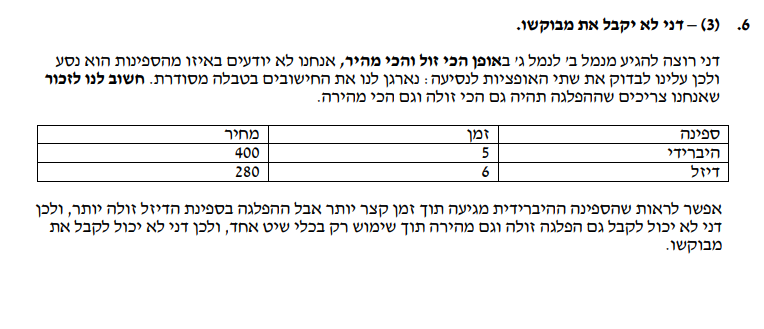 6. (3) – דני לא יקבל את מבוקשו.
דני רוצה להגיע מנמל ב' לנמל ג' באופן הכי זול והכי מהיר, אנחנו לא יודעים באיזו מהספינות הוא נסע
ולכן עלינו לבדוק את שתי האופציות לנסיעה: נארגן לנו את החישובים בטבלה מסודרת. חשוב לנו לזכור
שאנחנו צריכים שההפלגה תהיה גם הכי זולה וגם הכי מהירה.
ספינה זמן מחיר
היברידי 5 400
דיזל 6 280
אפשר לראות שהספינה ההיברידית מגיעה תוך זמן קצר יותר אבל ההפלגה בספינת הדיזל זולה יותר, ולכן
דני לא יכול לקבל גם הפלגה זולה וגם מהירה תוך שימוש רק בכלי שיט אחד, ולכן דני לא יכול לקבל את
מבוקשו.